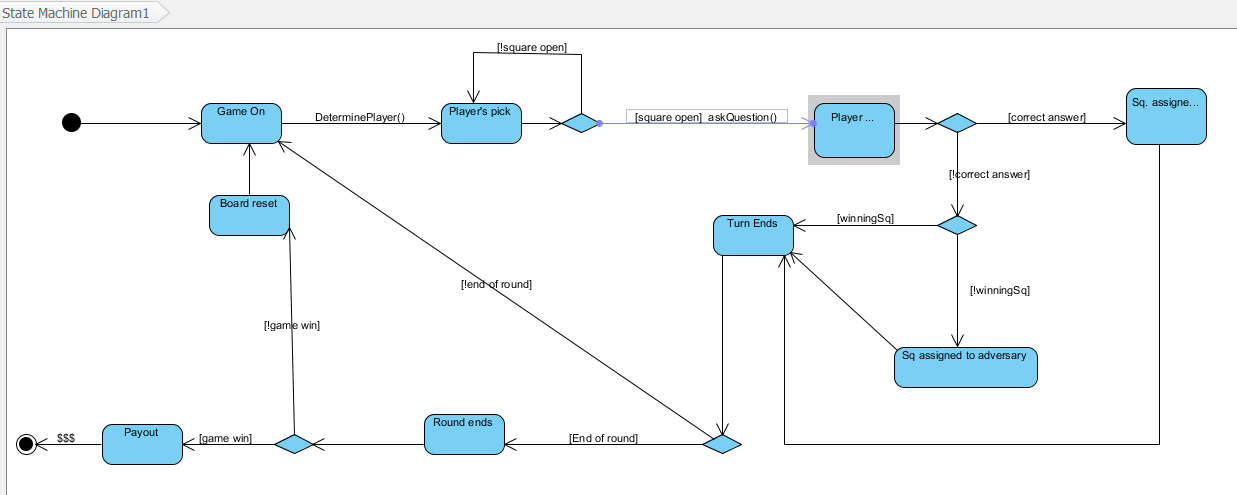 State Machine Diagram1
[!square open]
Game On
DeterminePlayer()
Player's pick
[square open] askQuestion()
Player ...
[correct answer]
Sq. assigne...
[!correct answer]
Board reset
Turn Ends
[winningSq]
[!end of round]
[!winningSq]
[!game win]
Sq assigned to adversary
$$$
Payout
[game win]
Round ends
[End of round]